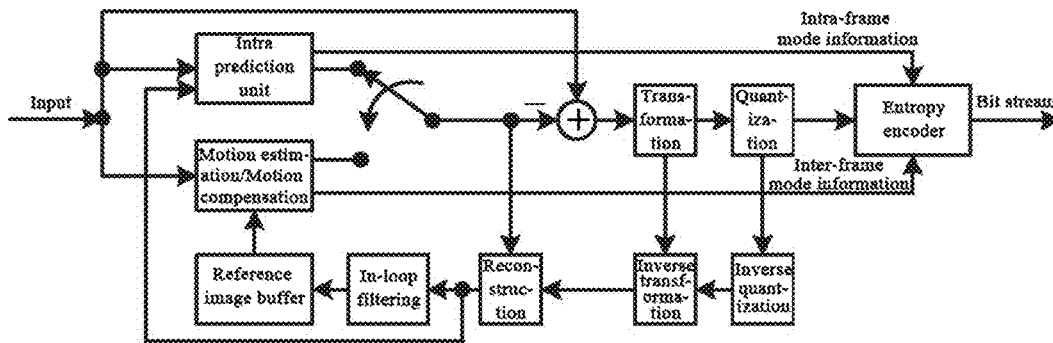 Input
Intra
prediction
unit
Motion estim-
ation/Motion
compensation
Reference
image buffer
In-loop
filtering
Recon-
struc-
tion
Inverse
transf-
orma-
tion
Inverse
quant-
ization
—
+
Trans-
forma-
tion
Quant-
iza-
tion
Intra-frame
mode information
Inter-frame
mode information
Entropy
encoder
Bit stream